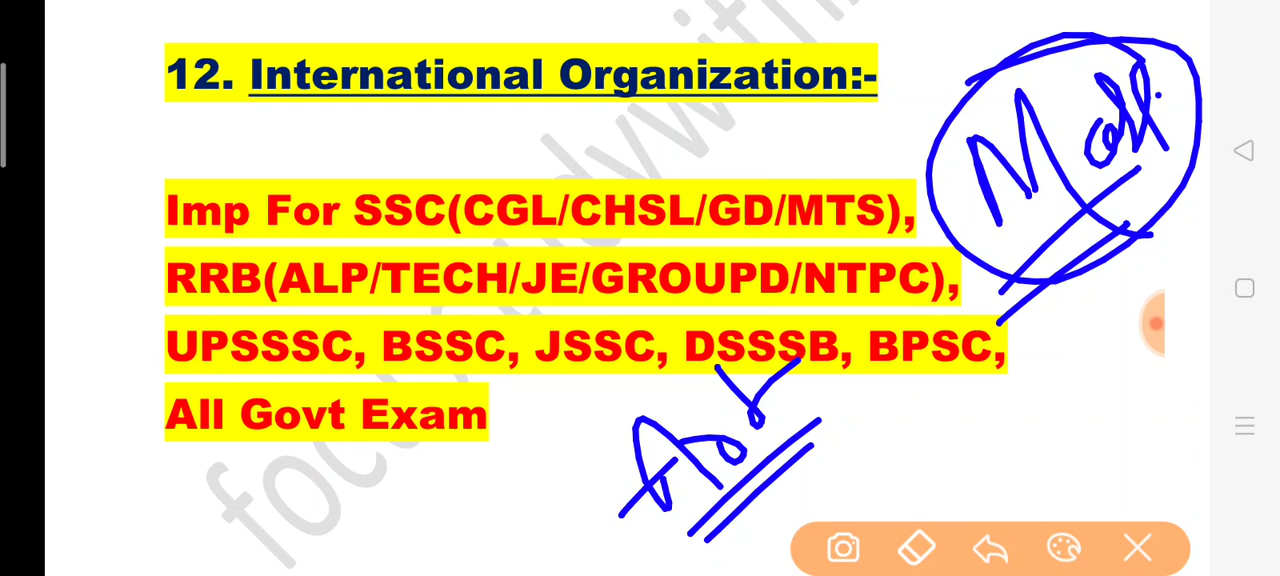 12. International Organization:-
Imp For SSC(CGL/CHSL/GD/MTS),
RRB(ALP/TECH/JE/GROUPD/NTPC),
UPSSSC, BSSC, JSSC, DSSSB, BPSC,
All Govt Exam